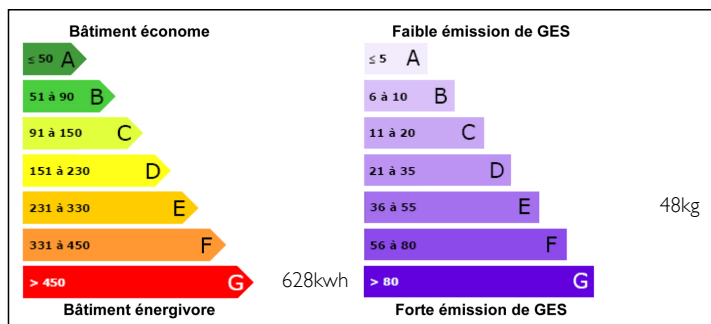 Bâtiment économe
≤ 50 A
51 à 90 B
91 à 150 C
151 à 230 D
231 à 330 E
331 à 450 F
> 450 G 628kwh
Bâtiment énergivore
Faible émission de GES
≤ 5 A
6 à 10 B
11 à 20 C
21 à 35 D
36 à 55 E 48kg
56 à 80 F
> 80 G
Forte émission de GES